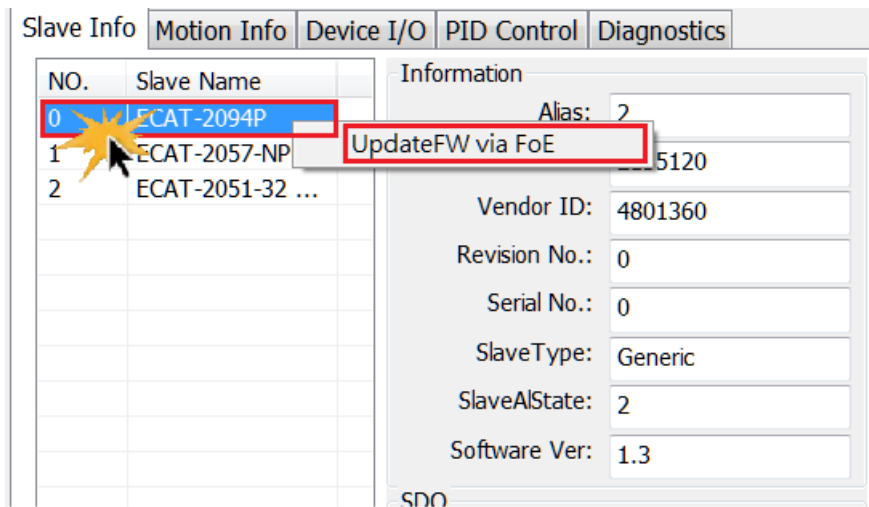 Slave Info Motion Info Device I/O PID Control Diagnostics
NO. Slave Name
0 ECAT-2094P
1 ECAT-2057-NP
2 ECAT-2051-32 ...
UpdateFW via FoE
Information
Alias: 2
5120
Vendor ID: 4801360
Revision No.: 0
Serial No.: 0
SlaveType: Generic
SlaveAlState: 2
Software Ver: 1.3
SDO